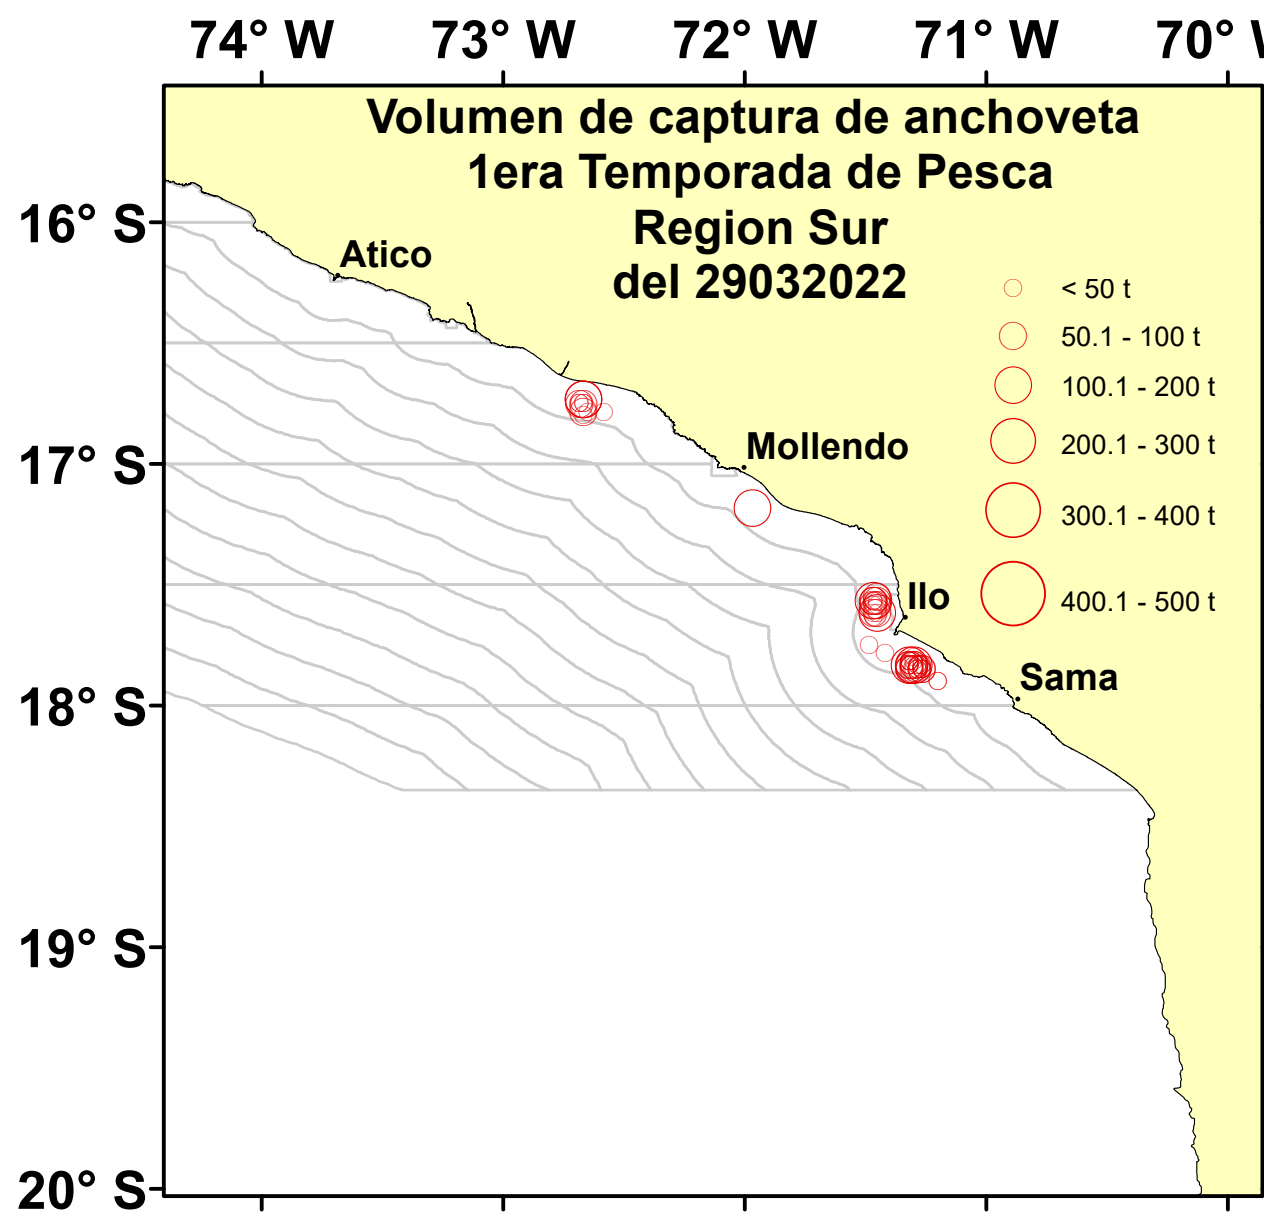 74° W 73° W 72° W 71° W 70° W
Volumen de captura de anchoveta
1era Temporada de Pesca
Region Sur
del 29032022
16° S
Atico
< 50 t
50.1 - 100 t
100.1 - 200 t
200.1 - 300 t
300.1 - 400 t
400.1 - 500 t
17° S
Mollendo
Ilo
Sama
18° S
19° S
20° S